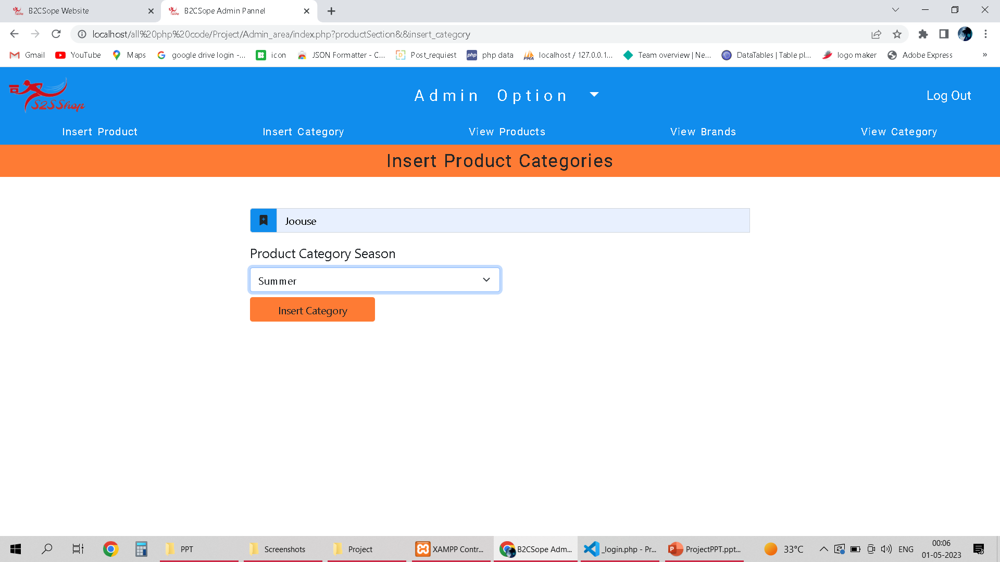 B2CSope Website
B2CSope Admin Pannel
localhost/all%20php%20code/Project/Admin_area/index.php?productSection&&insert_category
Gmail
YouTube
Maps
google drive login -...
icon
JSON Formatter - C...
Post_requiest
php data
localhost / 127.0.0.1...
Team overview | Ne...
DataTables | Table pl...
logo maker
Adobe Express
»
S2SShop
Admin Option
Log Out
Insert Product
Insert Category
View Products
View Brands
View Category
Insert Product Categories
Joouse
Product Category Season
Summer
Insert Category
PPT
Screenshots
Project
XAMPP Contr...
B2CSope Adm...
_login.php - Pr...
ProjectPPT.ppt...
33°C
ENG
00:06
01-05-2023